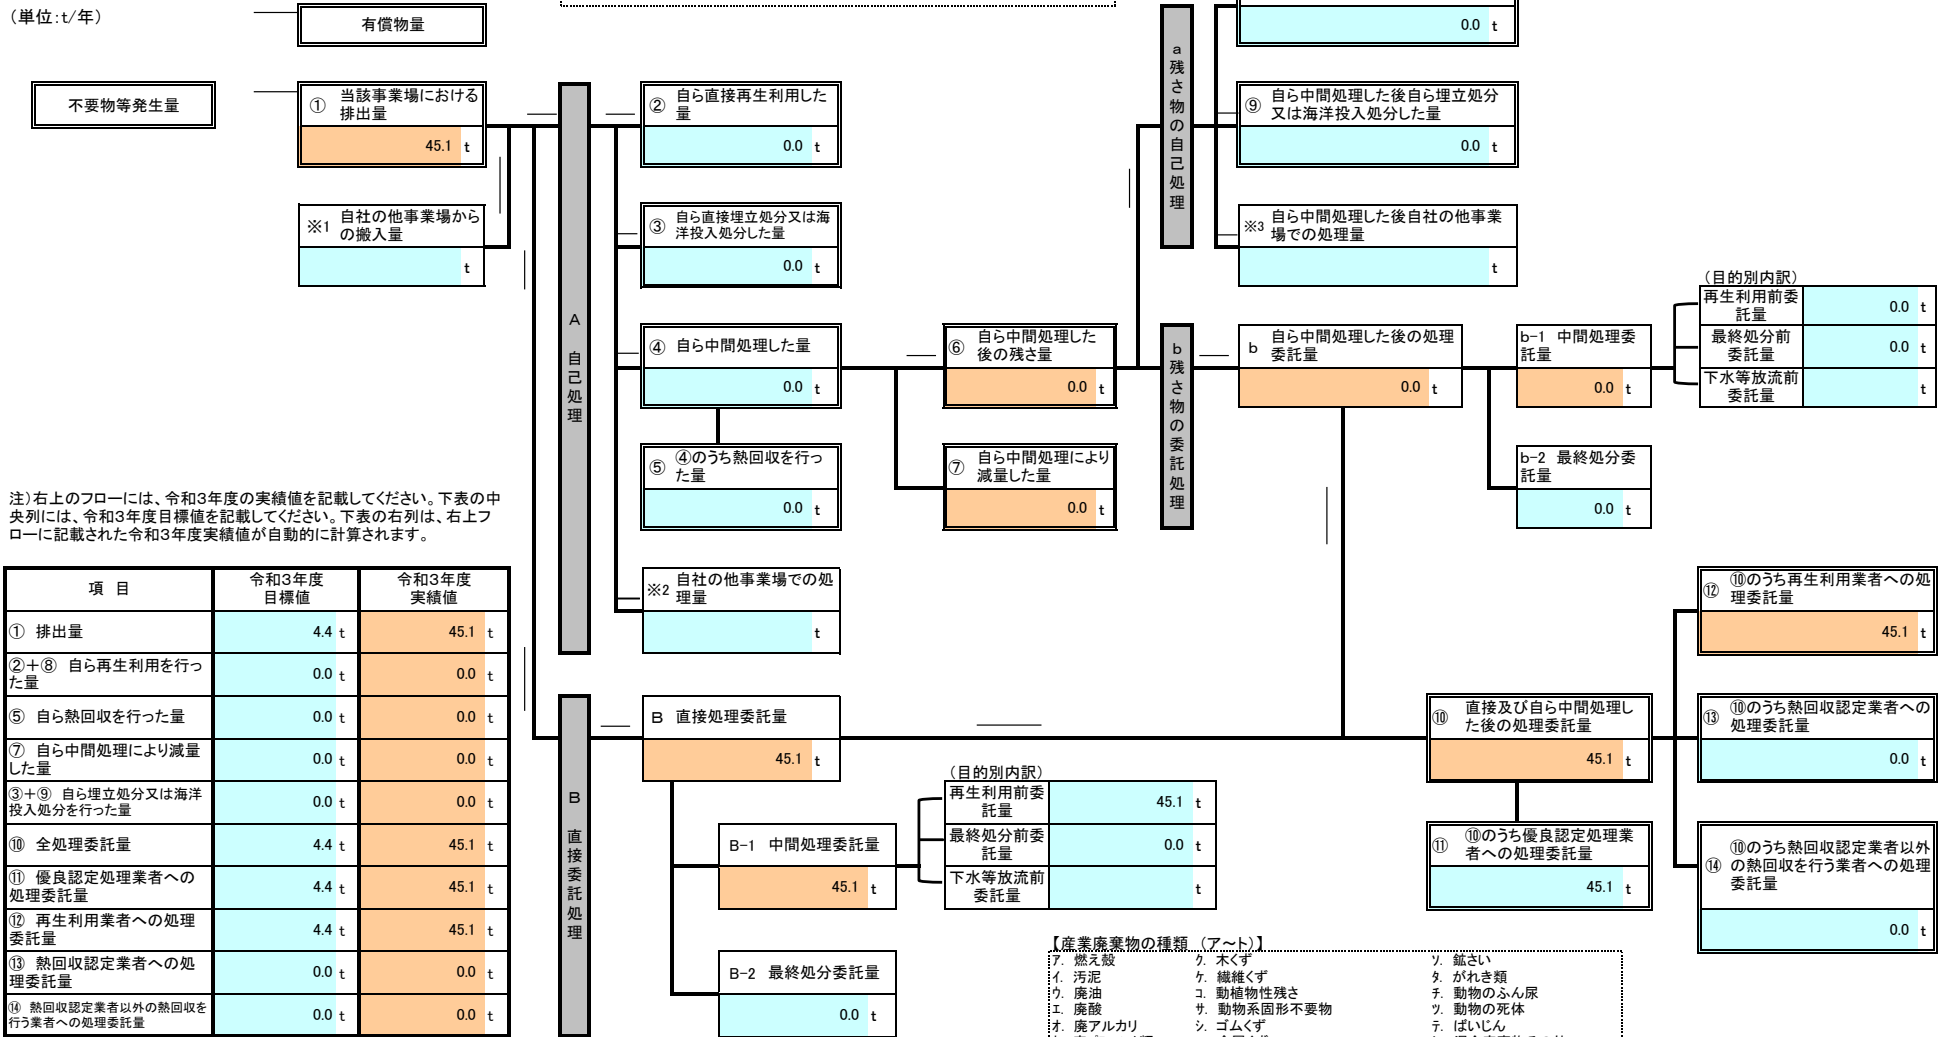 (単位:t/年)
有償物量
0.0 t
不要物等発生量
① 当該事業場における
排出量
45.1 t
※1 自社の他事業場から
の搬入量
t
A 自己処理
② 自ら直接再生利用した
量
0.0 t
③ 自ら直接埋立処分又は海
洋投入処分した量
0.0 t
④ 自ら中間処理した量
0.0 t
⑤ ④のうち熱回収を行っ
た量
0.0 t
※2 自社の他事業場での処
理量
t
⑥ 自ら中間処理した
後の残さ量
0.0 t
⑦ 自ら中間処理により
減量した量
0.0 t
a 残さ物の自己処理
⑨ 自ら中間処理した後自ら埋立処分
又は海洋投入処分した量
0.0 t
※3 自ら中間処理した後自社の他事業
場での処理量
t
b 残さ物の委託処理
b 自ら中間処理した後の処理
委託量
0.0 t
b-1 中間処理委
託量
0.0 t
b-2 最終処分委
託量
0.0 t
(目的別内訳)
再生利用前委
託量
0.0 t
最終処分前
委託量
0.0 t
下水等放流前
委託量
t
注)右上のフローには、令和3年度の実績値を記載してください。下表の中
央列には、令和3年度目標値を記載してください。下表の右列は、右上フ
ローに記載された令和3年度実績値が自動的に計算されます。
項 目
令和3年度
目標値
令和3年度
実績値
① 排出量 4.4 t 45.1 t
②+⑧ 自ら再生利用を行っ
た量 0.0 t 0.0 t
⑤ 自ら熱回収を行った量 0.0 t 0.0 t
⑦ 自ら中間処理により減量
した量 0.0 t 0.0 t
③+⑨ 自ら埋立処分又は海洋
投入処分を行った量 0.0 t 0.0 t
⑩ 全処理委託量 4.4 t 45.1 t
⑪ 優良認定処理業者への
処理委託量 4.4 t 45.1 t
⑫ 再生利用業者への処理
委託量 4.4 t 45.1 t
⑬ 熱回収認定業者への処
理委託量 0.0 t 0.0 t
⑭ 熱回収認定業者以外の熱回収を
行う業者への処理委託量 0.0 t 0.0 t
B 直接委託処理
B 直接処理委託量
45.1 t
B-1 中間処理委託量
45.1 t
B-2 最終処分委託量
0.0 t
(目的別内訳)
再生利用前委
託量
45.1 t
最終処分前委
託量
0.0 t
下水等放流前
委託量
t
⑩ 直接及び自ら中間処理し
た後の処理委託量
45.1 t
⑪ ⑩のうち優良認定処理業
者への処理委託量
45.1 t
⑫ ⑩のうち再生利用業者への処
理委託量
45.1 t
⑬ ⑩のうち熱回収認定業者への
処理委託量
0.0 t
⑭ ⑩のうち熱回収認定業者以外
の熱回収を行う業者への処理
委託量
0.0 t
【産業廃棄物の種類 (ア~ト)】
ア. 燃え殻 ク. 木くず ソ. 鉱さい
イ. 汚泥 ケ. 繊維くず タ. がれき類
ウ. 廃油 コ. 動植物性残さ チ. 動物のふん尿
エ. 廃酸 サ. 動物系固形不要物 ツ. 動物の死体
オ. 廃アルカリ シ. ゴムくず テ. ばいじん